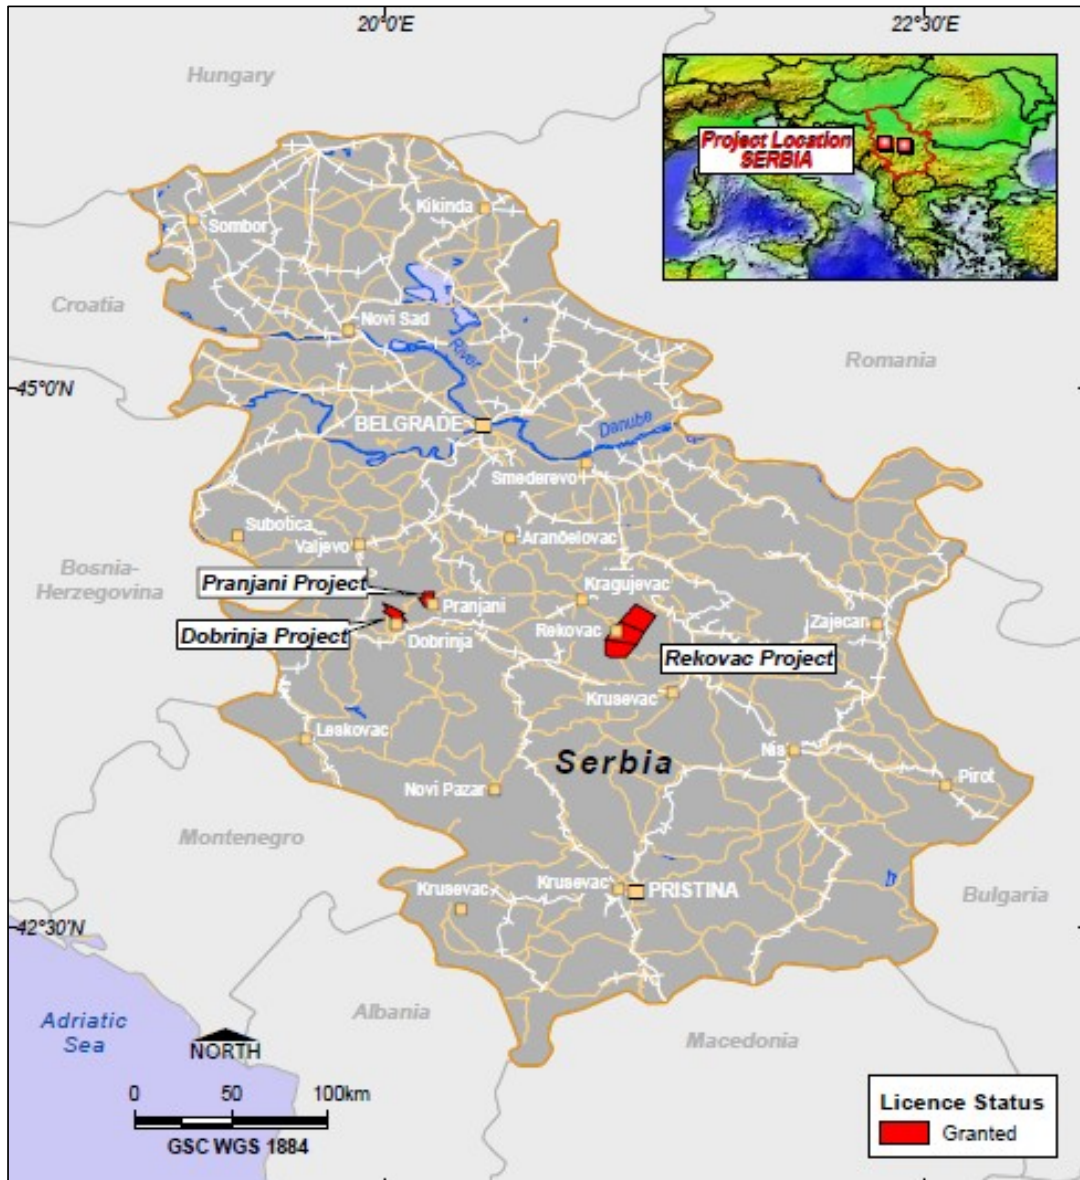 20°0'E
22°30'E
Hungary
Project Location
SERBIA
Kikinda
Sombor
Croatia
Novi Sad
River
Romania
45°0'N
BELGRADE
Danube
Smederevo
Subotica
Valjevo
Aranđelovac
Bosnia-
Herzegovina
Pranjani Project
Kragujevac
Pranjani
Dobrinja Project
Dobrinja
Rekovac
Zajecar
Rekovac Project
Krusevac
Leskovac
Serbia
Nis
Novi Pazar
Pirot
Montenegro
Krusevac
Krusevac
PRISTINA
Bulgaria
42°30'N
Adriatic
Sea
Albania
Macedonia
NORTH
0 50 100km
GSC WGS 1884
Licence Status
Granted